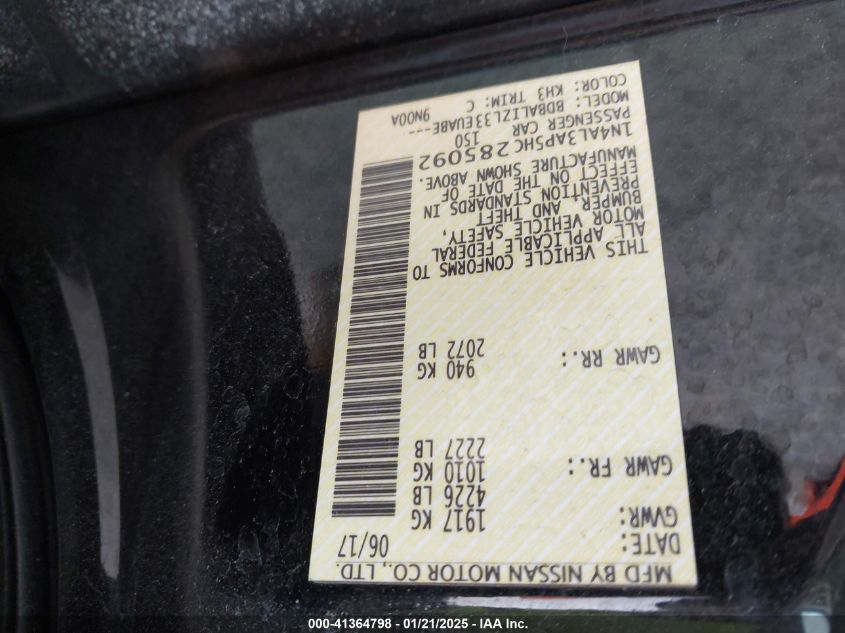 MFD BY NISSAN MOTOR CO., LTD.
DATE: 06/17
GVWR: 1917 KG
4226 LB
GAWR FR.: 1010 KG
2227 LB
GAWR RR.: 940 KG
2072 LB
THIS VEHICLE CONFORMS TO
ALL APPLICABLE FEDERAL
MOTOR VEHICLE SAFETY,
BUMPER, AND THEFT
PREVENTION STANDARDS IN
EFFECT ON THE DATE OF
MANUFACTURE SHOWN ABOVE.
1N4AL3AP5HC285092
150
PASSENGER CAR
MODEL: BDBALIZL33EUABE---
COLOR: KH3 TRIM: C 9N00A
000-41364798 - 01/21/2025 - IAA Inc.